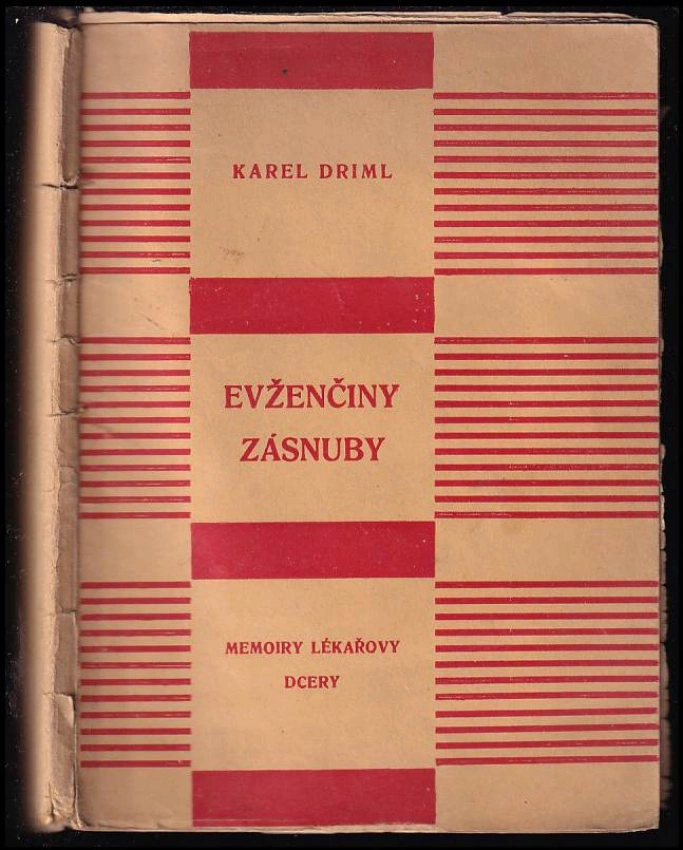 KAREL DRIML
EVŽENČINY
ZÁSNUBY
MEMOIRY LÉKAŘOVY
DCERY